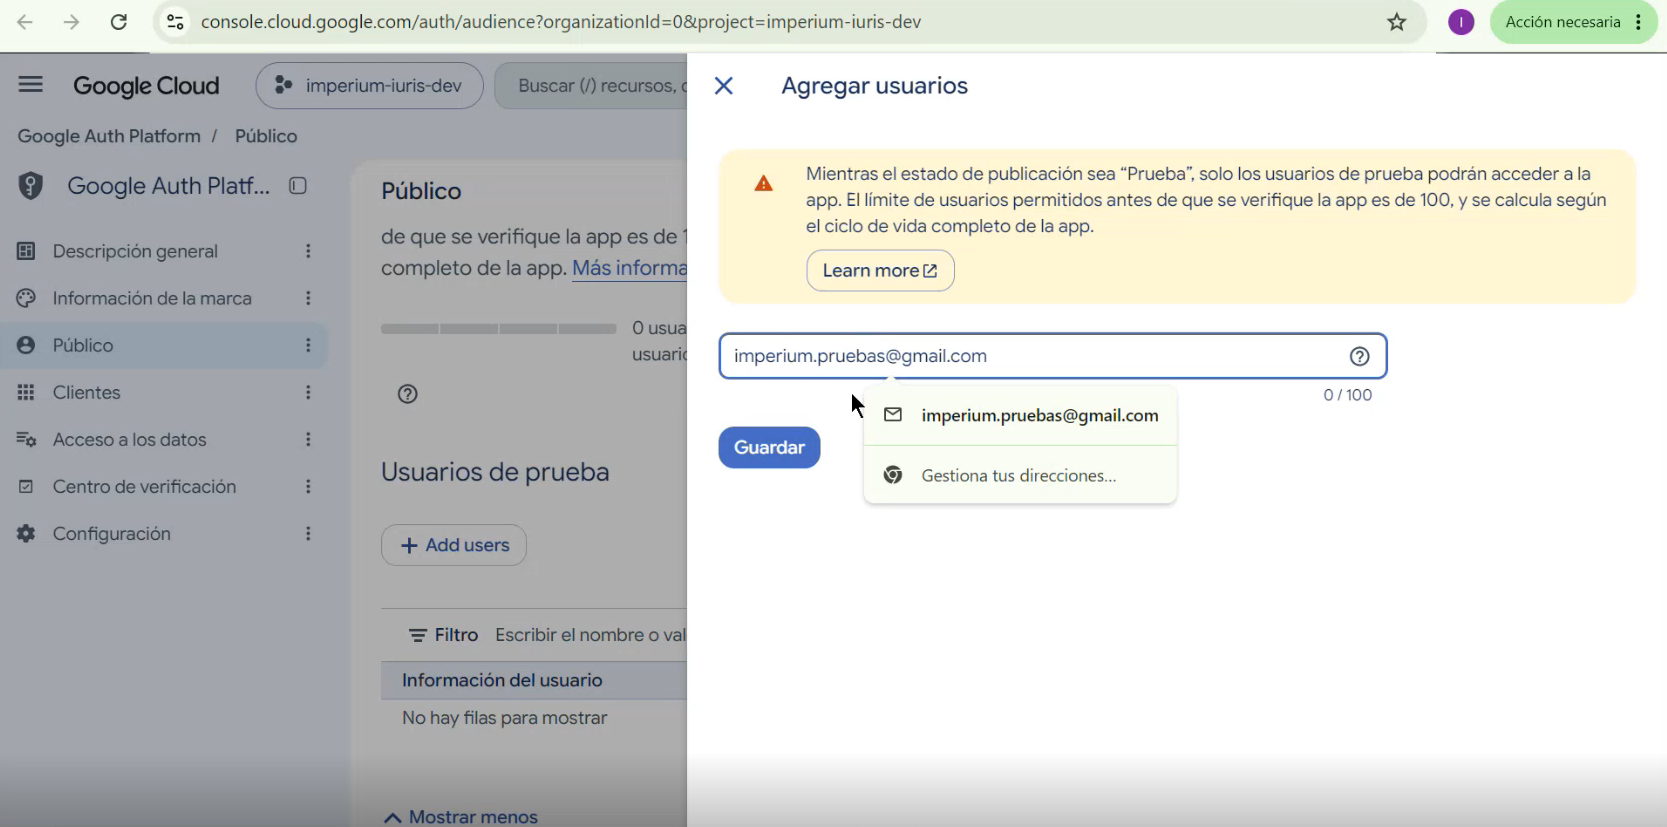 console.cloud.google.com/auth/audience?organizationId=0&project=imperium-iuris-dev
I
Acción necesaria
Google Cloud
imperium-iuris-dev
Buscar (/) recursos,
Google Auth Platform / Público
Google Auth Platf...
Descripción general
Información de la marca
Público
Clientes
Acceso a los datos
Centro de verificación
Configuración
Público
de que se verifique la app es de 1
completo de la app. Más informa
0 usua
usuario
Usuarios de prueba
+ Add users
Filtro Escribir el nombre o val
Información del usuario
No hay filas para mostrar
Mostrar menos
Agregar usuarios
Mientras el estado de publicación sea “Prueba”, solo los usuarios de prueba podrán acceder a la
app. El límite de usuarios permitidos antes de que se verifique la app es de 100, y se calcula según
el ciclo de vida completo de la app.
Learn more
imperium.pruebas@gmail.com
0 / 100
imperium.pruebas@gmail.com
Gestiona tus direcciones...
Guardar